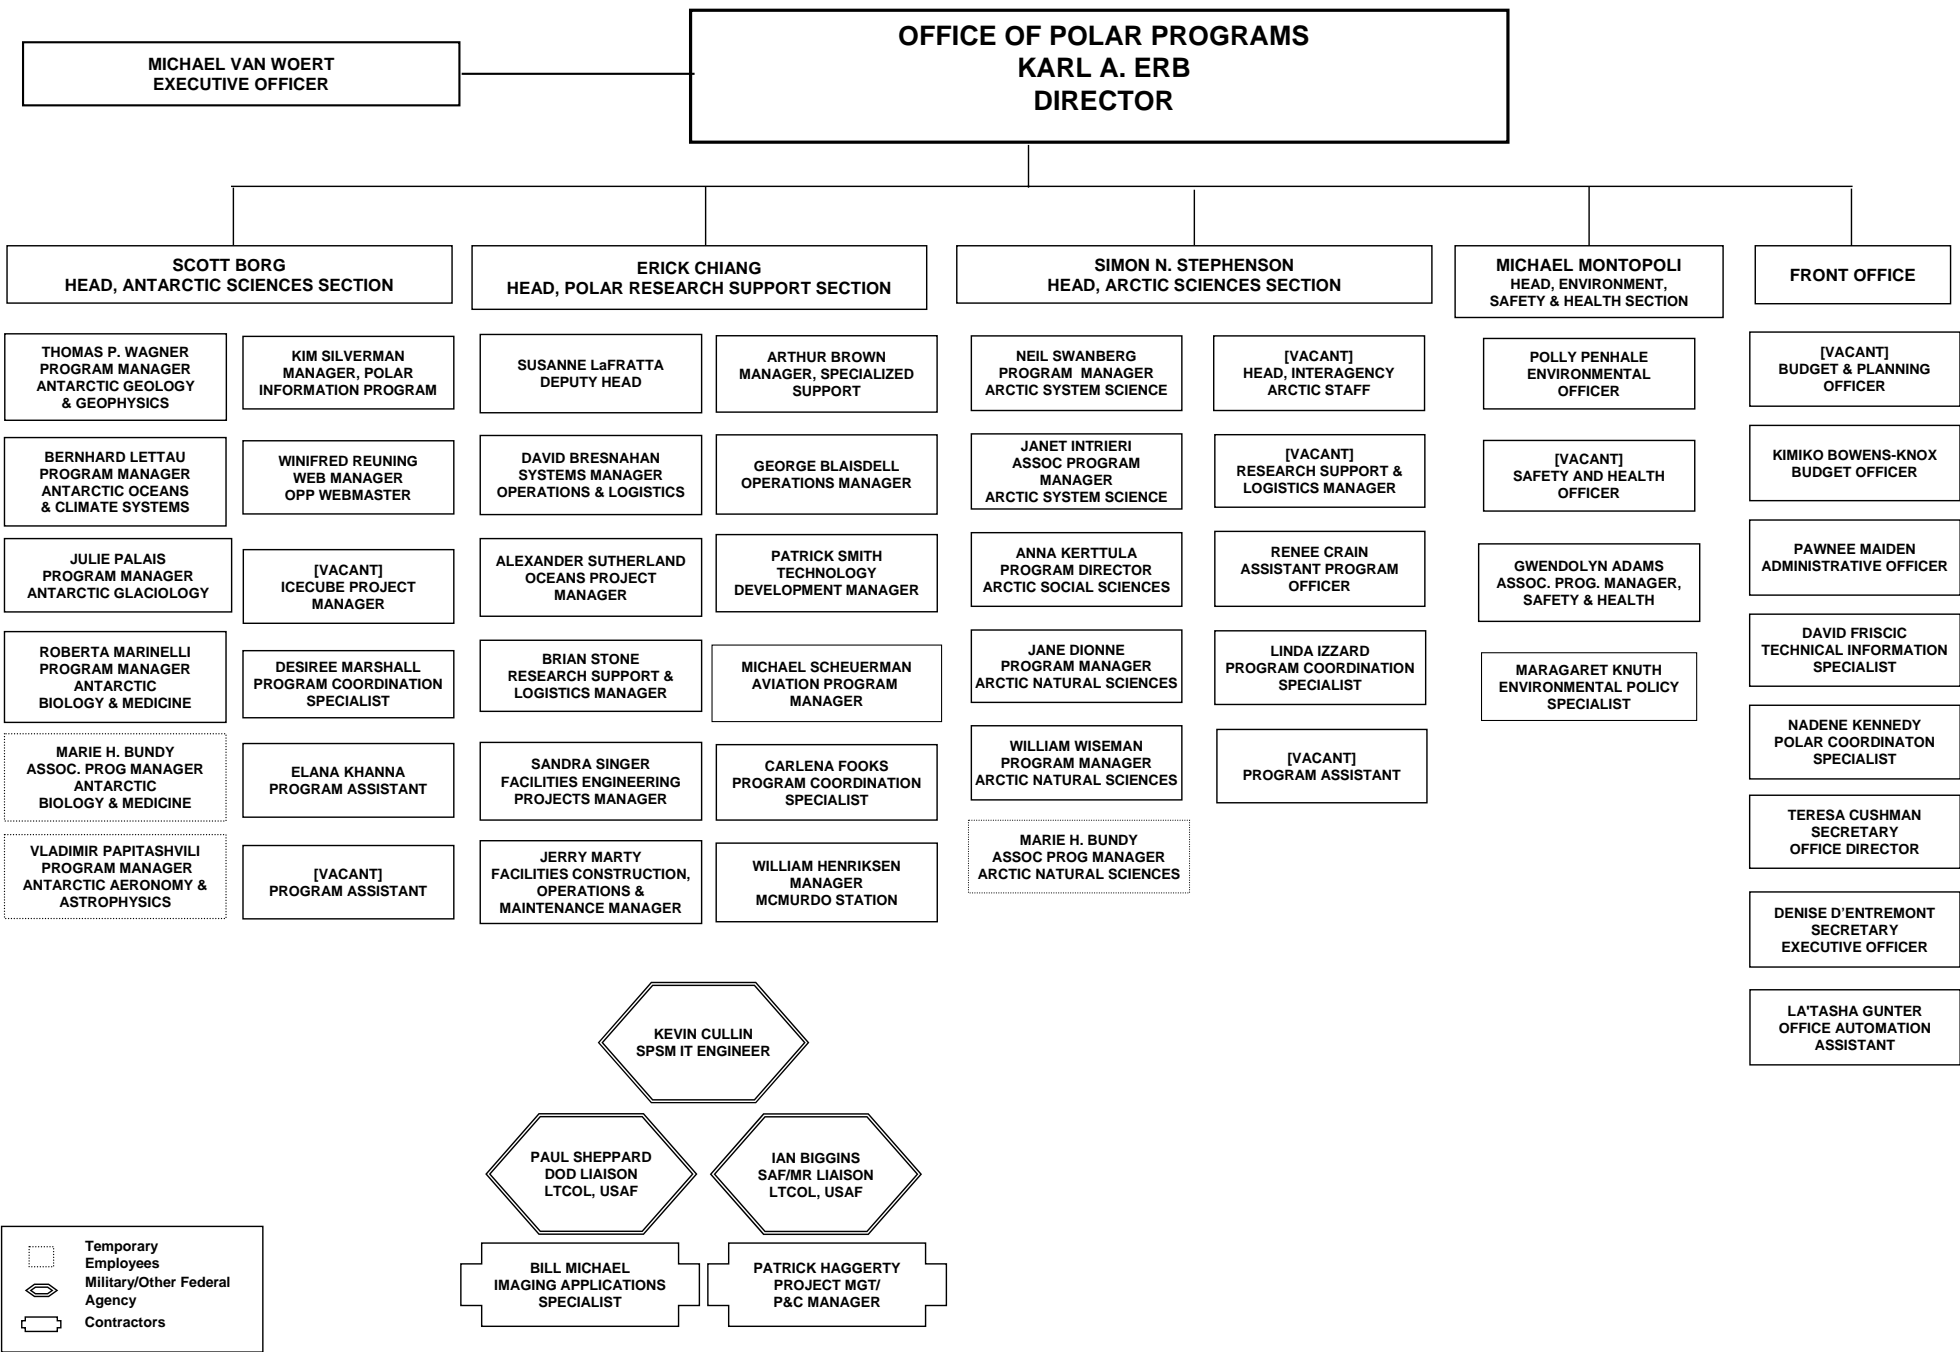 MICHAEL VAN WOERT
EXECUTIVE OFFICER
OFFICE OF POLAR PROGRAMS
KARL A. ERB
DIRECTOR
SCOTT BORG
HEAD, ANTARCTIC SCIENCES SECTION
THOMAS P. WAGNER
PROGRAM MANAGER
ANTARCTIC GEOLOGY
& GEOPHYSICS
BERNHARD LETTAU
PROGRAM MANAGER
ANTARCTIC OCEANS
& CLIMATE SYSTEMS
JULIE PALAIS
PROGRAM MANAGER
ANTARCTIC GLACIOLOGY
ROBERTA MARINELLI
PROGRAM MANAGER
ANTARCTIC
BIOLOGY & MEDICINE
MARIE H. BUNDY
ASSOC. PROG MANAGER
ANTARCTIC
BIOLOGY & MEDICINE
VLADIMIR PAPITASHVILI
PROGRAM MANAGER
ANTARCTIC AERONOMY &
ASTROPHYSICS
KIM SILVERMAN
MANAGER, POLAR
INFORMATION PROGRAM
WINIFRED REUNING
WEB MANAGER
OPP WEBMASTER
[VACANT]
ICECUBE PROJECT
MANAGER
DESIREE MARSHALL
PROGRAM COORDINATION
SPECIALIST
ELANA KHANNA
PROGRAM ASSISTANT
[VACANT]
PROGRAM ASSISTANT
ERICK CHIANG
HEAD, POLAR RESEARCH SUPPORT SECTION
SUSANNE LaFRATTA
DEPUTY HEAD
DAVID BRESNAHAN
SYSTEMS MANAGER
OPERATIONS & LOGISTICS
ALEXANDER SUTHERLAND
OCEANS PROJECT
MANAGER
BRIAN STONE
RESEARCH SUPPORT &
LOGISTICS MANAGER
SANDRA SINGER
FACILITIES ENGINEERING
PROJECTS MANAGER
JERRY MARTY
FACILITIES CONSTRUCTION,
OPERATIONS &
MAINTENANCE MANAGER
ARTHUR BROWN
MANAGER, SPECIALIZED
SUPPORT
GEORGE BLAISDELL
OPERATIONS MANAGER
PATRICK SMITH
TECHNOLOGY
DEVELOPMENT MANAGER
MICHAEL SCHEUERMAN
AVIATION PROGRAM
MANAGER
CARLENA FOOKS
PROGRAM COORDINATION
SPECIALIST
WILLIAM HENRIKSEN
MANAGER
MCMURDO STATION
KEVIN CULLIN
SPSM IT ENGINEER
PAUL SHEPPARD
DOD LIAISON
LTCOL, USAF
IAN BIGGINS
SAF/MR LIAISON
LTCOL, USAF
BILL MICHAEL
IMAGING APPLICATIONS
SPECIALIST
PATRICK HAGGERTY
PROJECT MGT/
P&C MANAGER
SIMON N. STEPHENSON
HEAD, ARCTIC SCIENCES SECTION
NEIL SWANBERG
PROGRAM MANAGER
ARCTIC SYSTEM SCIENCE
JANET INTRIERI
ASSOC PROGRAM
MANAGER
ARCTIC SYSTEM SCIENCE
ANNA KERTTULA
PROGRAM DIRECTOR
ARCTIC SOCIAL SCIENCES
JANE DIONNE
PROGRAM MANAGER
ARCTIC NATURAL SCIENCES
WILLIAM WISEMAN
PROGRAM MANAGER
ARCTIC NATURAL SCIENCES
MARIE H. BUNDY
ASSOC PROG MANAGER
ARCTIC NATURAL SCIENCES
[VACANT]
HEAD, INTERAGENCY
ARCTIC STAFF
[VACANT]
RESEARCH SUPPORT &
LOGISTICS MANAGER
RENEE CRAIN
ASSISTANT PROGRAM
OFFICER
LINDA IZZARD
PROGRAM COORDINATION
SPECIALIST
[VACANT]
PROGRAM ASSISTANT
MICHAEL MONTOPOLI
HEAD, ENVIRONMENT,
SAFETY & HEALTH SECTION
POLLY PENHALE
ENVIRONMENTAL
OFFICER
[VACANT]
SAFETY AND HEALTH
OFFICER
GWENDOLYN ADAMS
ASSOC. PROG. MANAGER,
SAFETY & HEALTH
MARAGARET KNUTH
ENVIRONMENTAL POLICY
SPECIALIST
FRONT OFFICE
[VACANT]
BUDGET & PLANNING
OFFICER
KIMIKO BOWENS-KNOX
BUDGET OFFICER
PAWNEE MAIDEN
ADMINISTRATIVE OFFICER
DAVID FRISCIC
TECHNICAL INFORMATION
SPECIALIST
NADENE KENNEDY
POLAR COORDINATON
SPECIALIST
TERESA CUSHMAN
SECRETARY
OFFICE DIRECTOR
DENISE D'ENTREMONT
SECRETARY
EXECUTIVE OFFICER
LA'TASHA GUNTER
OFFICE AUTOMATION
ASSISTANT
Temporary
Employees
Military/Other Federal
Agency
Contractors